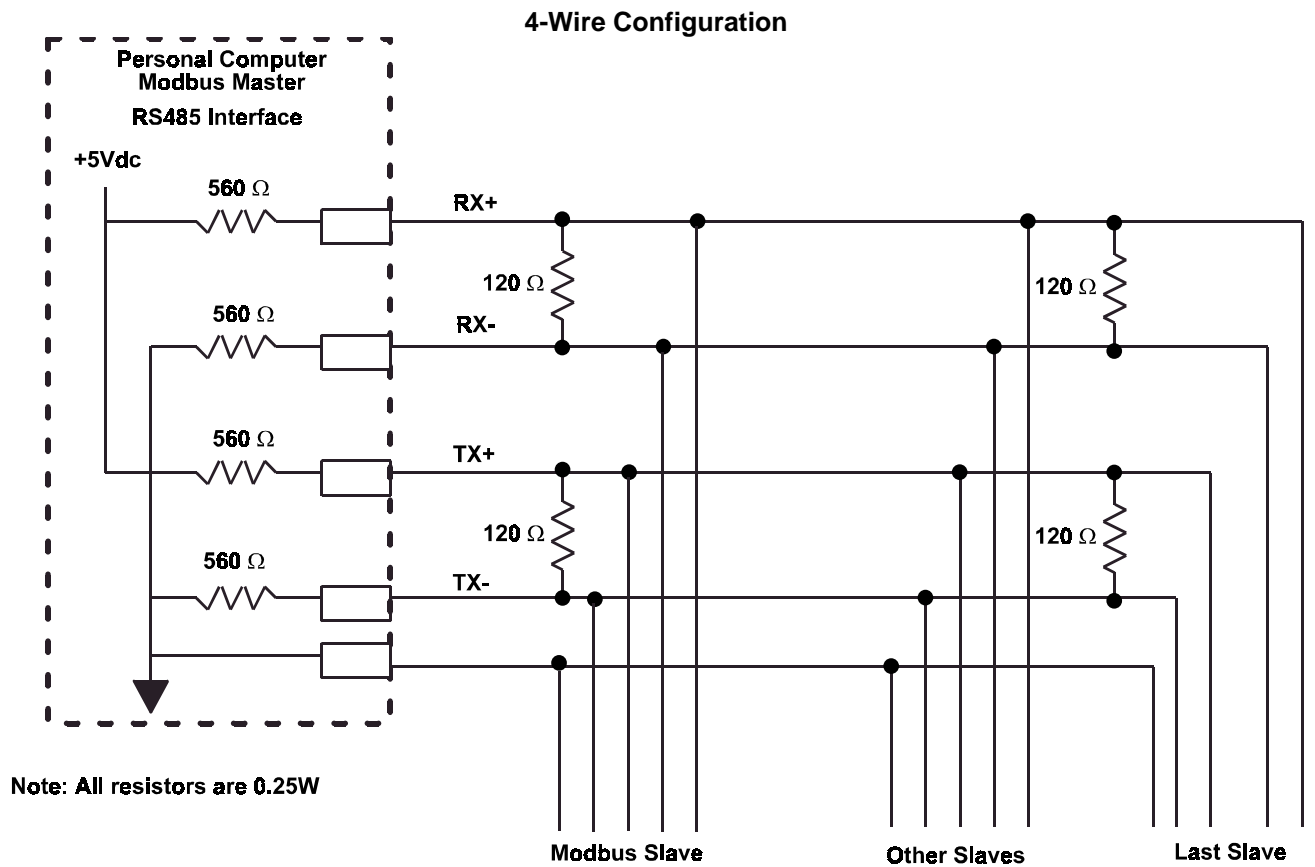 4-Wire Configuration
Personal Computer
Modbus Master
RS485 Interface
+5Vdc
560 Ω
RX+
120 Ω
120 Ω
560 Ω
RX-
560 Ω
TX+
120 Ω
120 Ω
560 Ω
TX-
Note: All resistors are 0.25W
Modbus Slave
Other Slaves
Last Slave